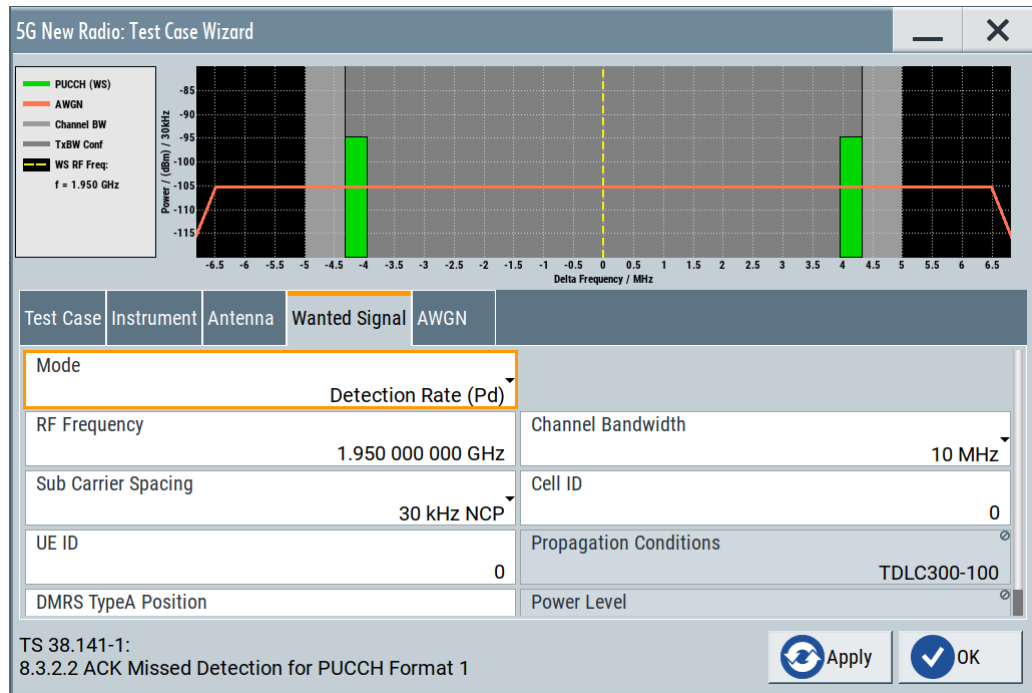 5G New Radio: Test Case Wizard
PUCCH (WS)
AWGN
Channel BW
TxBW Conf
WS RF Freq:
f = 1.950 GHz
Power / (dBm) / 30kHz
-85
-90
-95
-100
-105
-110
-115
-6.5 -6 -5.5 -5 -4.5 -4 -3.5 -3 -2.5 -2 -1.5 -1 -0.5 0 0.5 1 1.5 2 2.5 3 3.5 4 4.5 5 5.5 6 6.5
Delta Frequency / MHz
Test Case Instrument Antenna Wanted Signal AWGN
Mode
Detection Rate (Pd)
RF Frequency
1.950 000 000 GHz
Channel Bandwidth
10 MHz
Sub Carrier Spacing
30 kHz NCP
Cell ID
0
UE ID
0
Propagation Conditions
TDLC300-100
DMRS TypeA Position
Power Level
TS 38.141-1:
8.3.2.2 ACK Missed Detection for PUCCH Format 1
Apply
OK